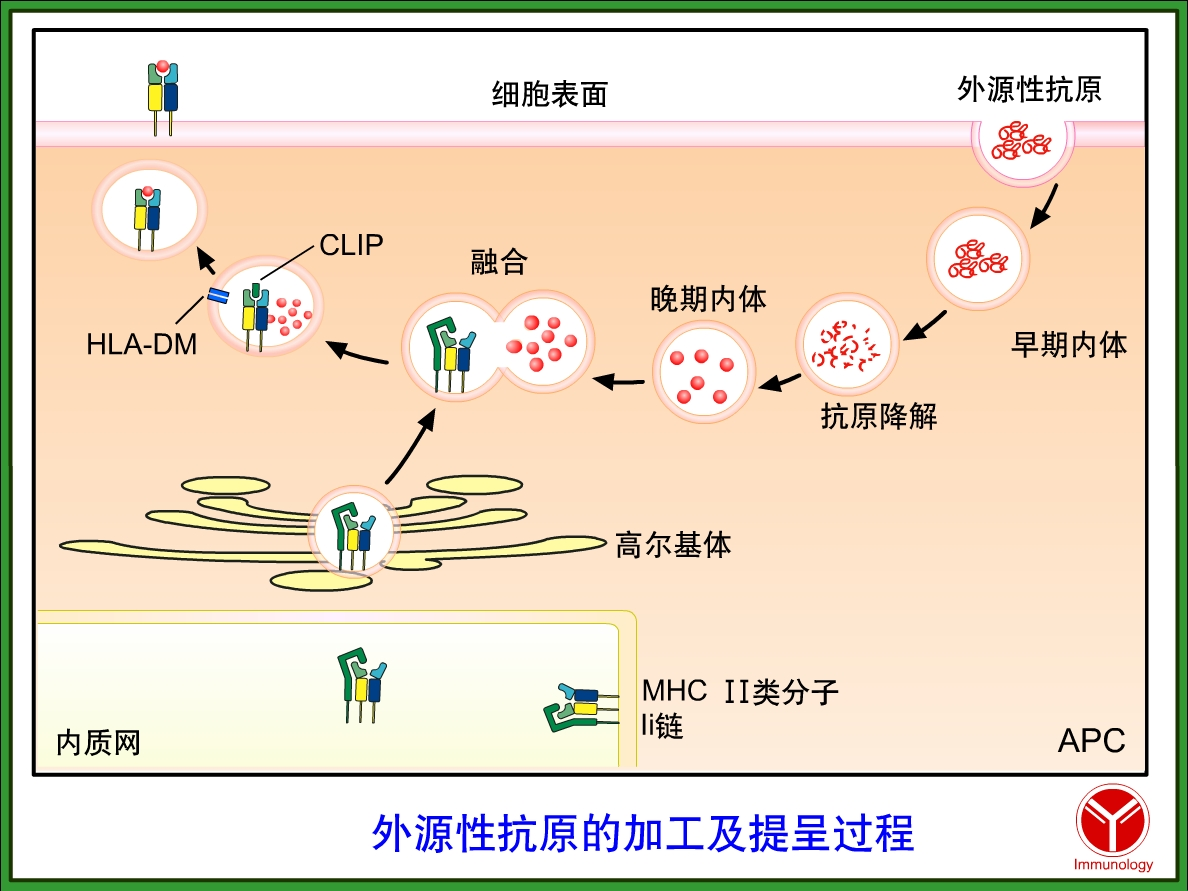 细胞表面
外源性抗原
CLIP
融合
晚期内体
HLA-DM
早期内体
抗原降解
高尔基体
MHC II类分子
Ii链
内质网
APC
外源性抗原的加工及提呈过程
Immunology